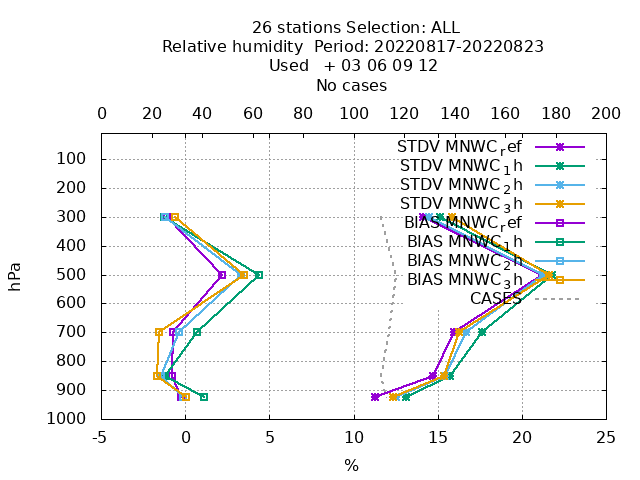 26 stations Selection: ALL
Relative humidity  Period: 20220817-20220823
Used   + 03 06 09 12
No cases
0 20 40 60 80 100 120 140 160 180 200
STDV MNWC_ref
STDV MNWC_1h
STDV MNWC_2h
STDV MNWC_3h
BIAS MNWC_ref
BIAS MNWC_1h
BIAS MNWC_2h
BIAS MNWC_3h
CASES
100
200
300
400
500
600
700
800
900
1000
hPa
-5 0 5 10 15 20 25
%